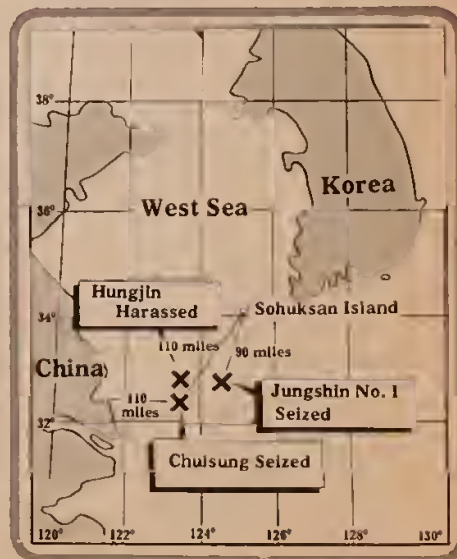 38°
Korea
36°
West Sea
Hungjin
Harassed
34°
Sohuksan Island
110 miles
90 miles
China
110
miles
Jungshin No. 1
Seized
32°
Chulsung Seized
120° 122° 124° 126° 128° 130°